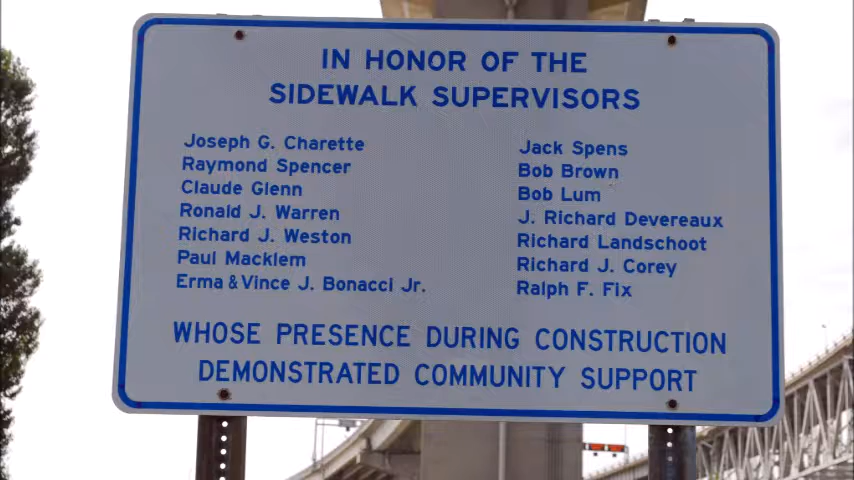 IN HONOR OF THE
SIDEWALK SUPERVISORS
Joseph G. Charette
Raymond Spencer
Claude Glenn
Ronald J. Warren
Richard J. Weston
Paul Macklem
Erma & Vince J. Bonacci Jr.
Jack Spens
Bob Brown
Bob Lum
J. Richard Devereaux
Richard Landschoot
Richard J. Corey
Ralph F. Fix
WHOSE PRESENCE DURING CONSTRUCTION
DEMONSTRATED COMMUNITY SUPPORT